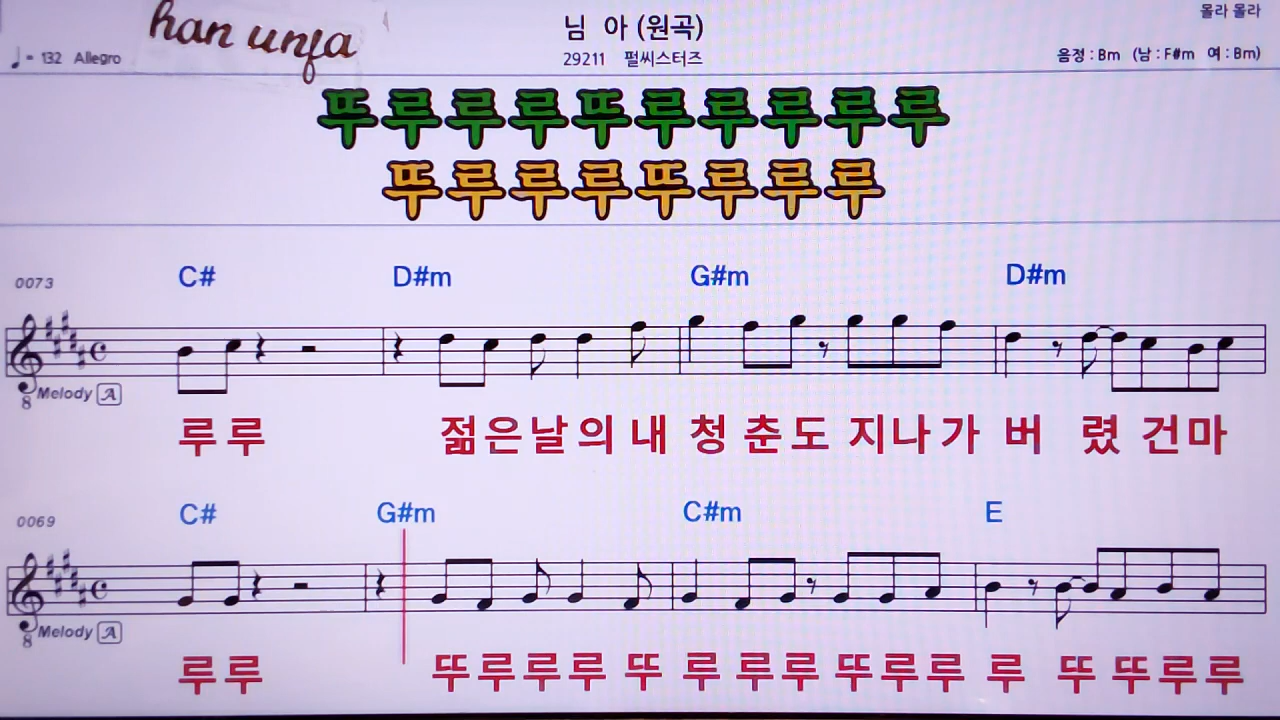 han unja
님 아 (원곡)
몰라 몰라
♩= 132 Allegro
29211 펄씨스터즈
음정 : Bm (남 : F#m 여 : Bm)
뚜루루루뚜루루루루루
뚜루루루뚜루루루
0073
C# D#m G#m D#m
Melody A
8
루루 젊은날의 내 청 춘도 지나가 버 렸 건마
0069
C# G#m C#m E
Melody A
8
루루 뚜루루루 뚜 루 루루 뚜루루 루 뚜 뚜루루